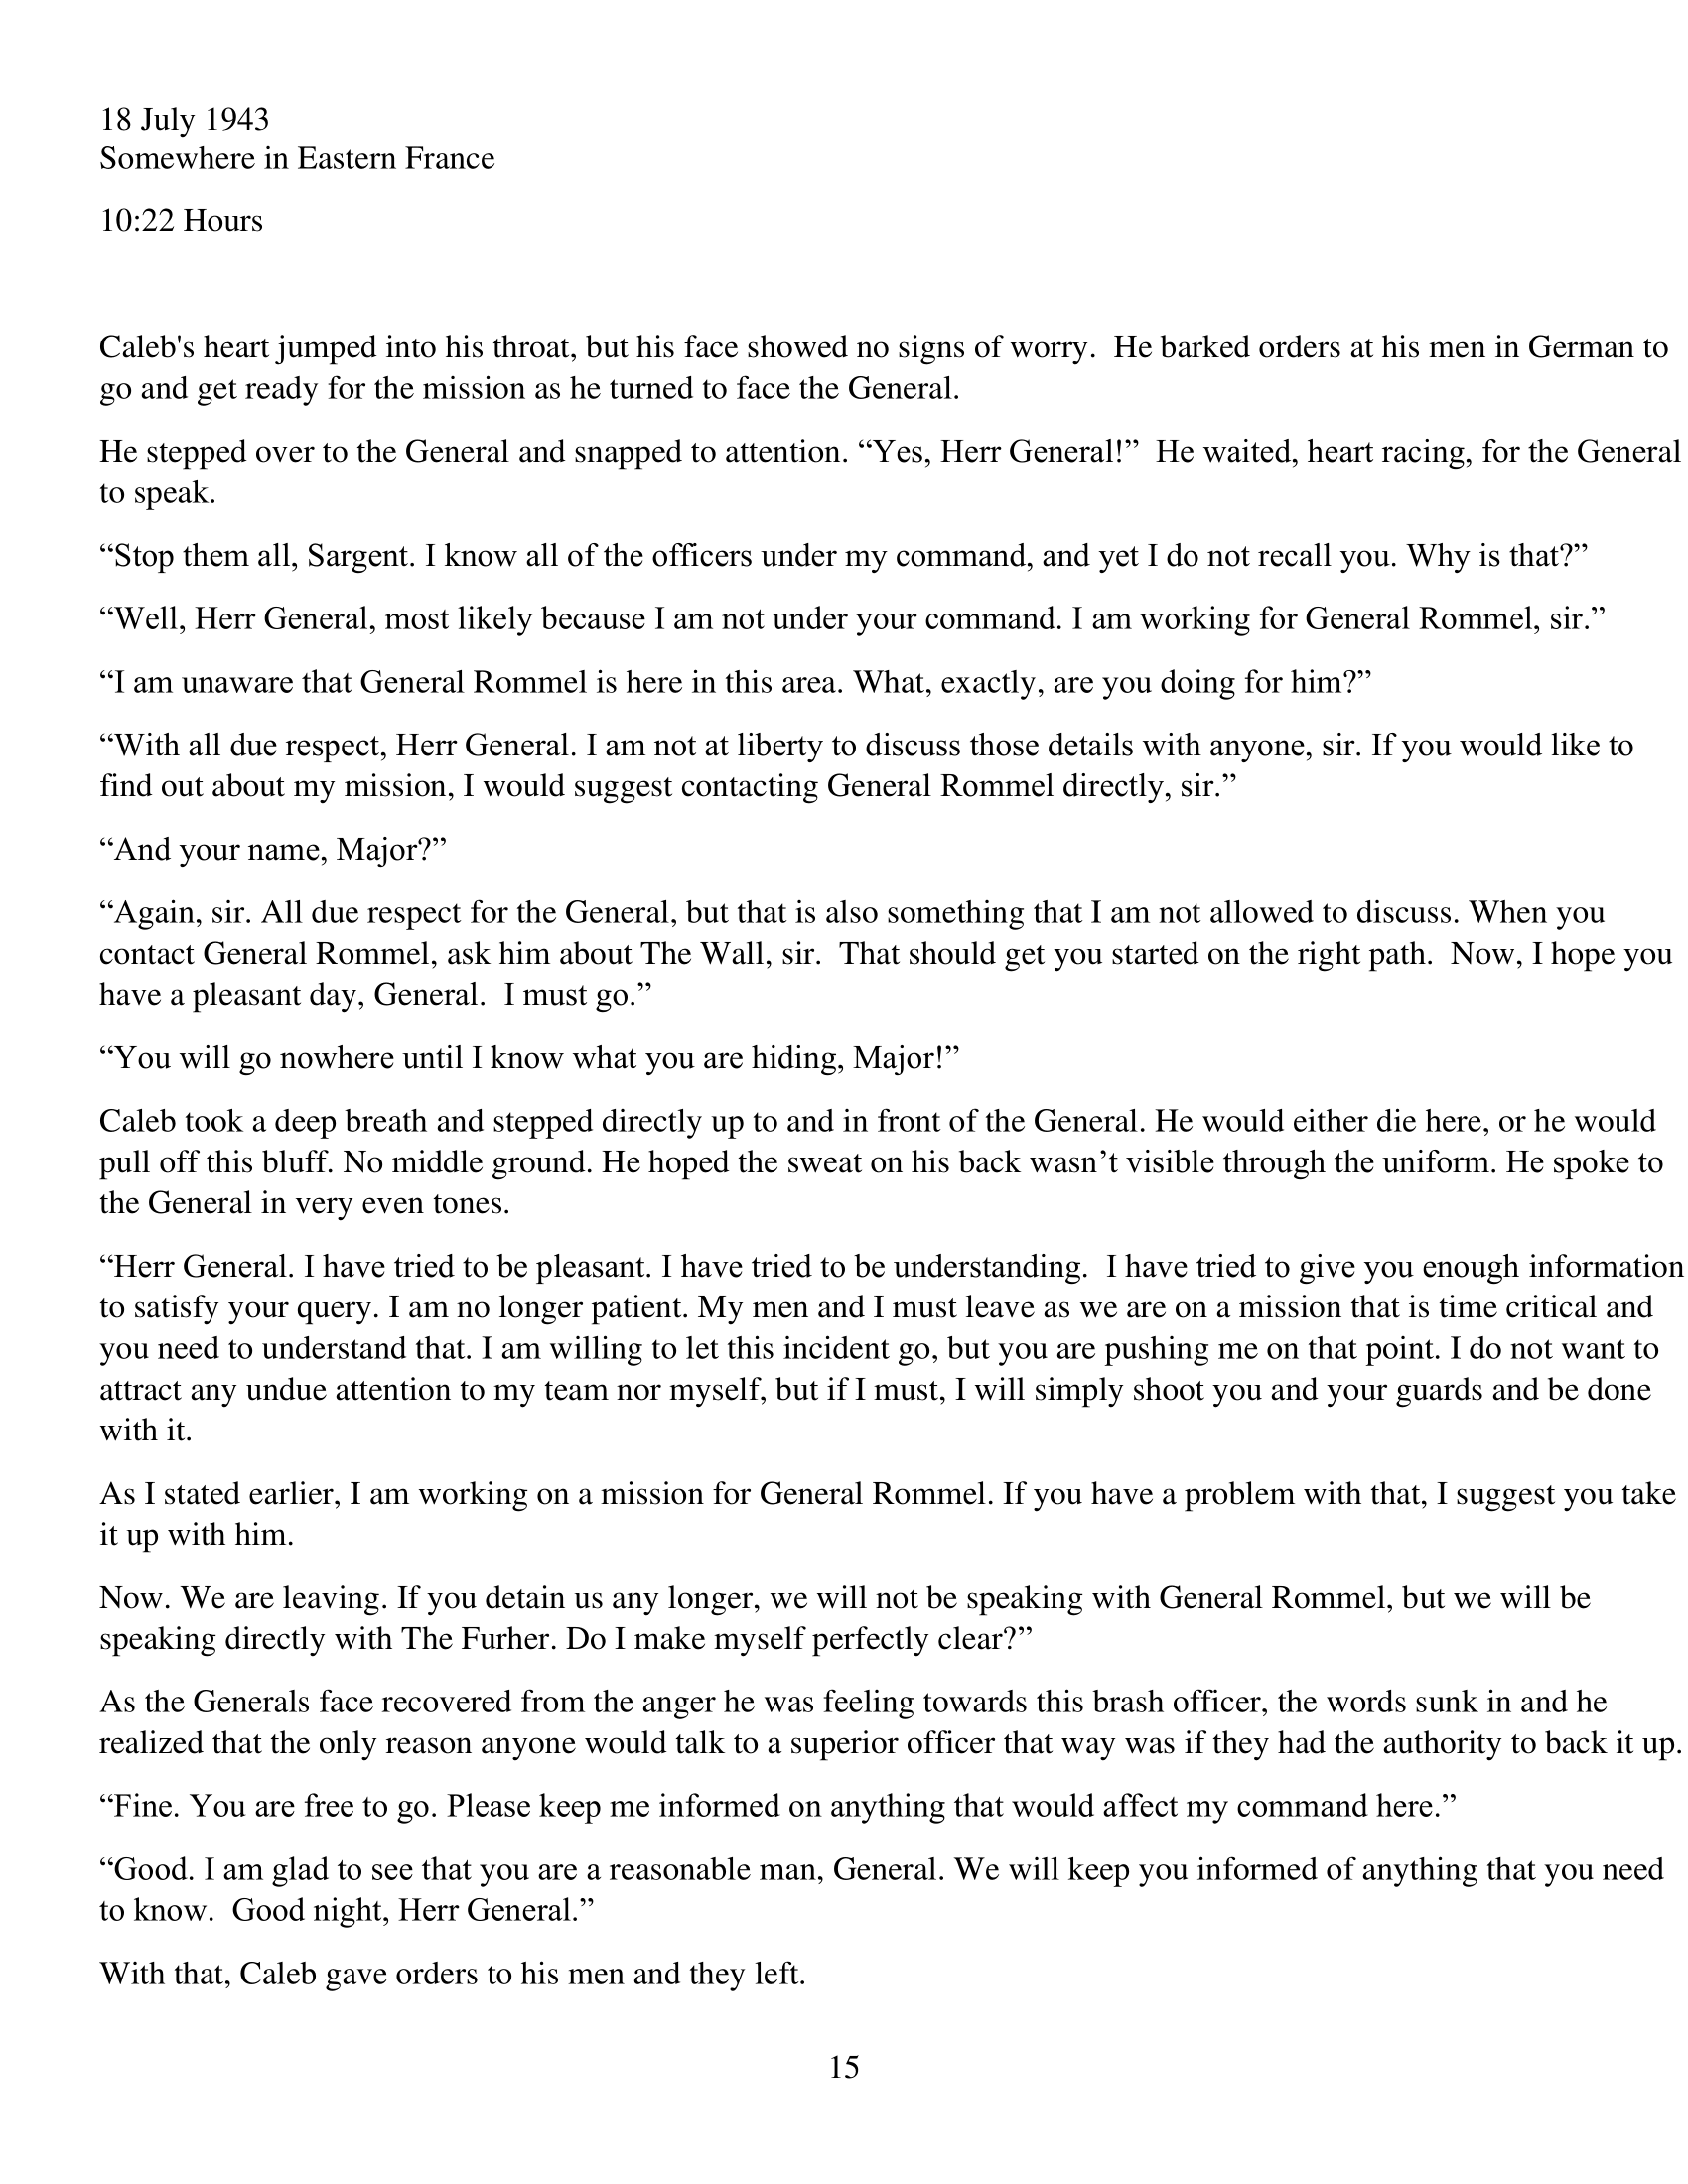 18 July 1943
Somewhere in Eastern France
10:22 Hours
Caleb's heart jumped into his throat, but his face showed no signs of worry.  He barked orders at his men in German to
go and get ready for the mission as he turned to face the General.
He stepped over to the General and snapped to attention. “Yes, Herr General!”  He waited, heart racing, for the General
to speak.
“Stop them all, Sargent. I know all of the officers under my command, and yet I do not recall you. Why is that?”
“Well, Herr General, most likely because I am not under your command. I am working for General Rommel, sir.”
“I am unaware that General Rommel is here in this area. What, exactly, are you doing for him?”
“With all due respect, Herr General. I am not at liberty to discuss those details with anyone, sir. If you would like to
find out about my mission, I would suggest contacting General Rommel directly, sir.”
“And your name, Major?”
“Again, sir. All due respect for the General, but that is also something that I am not allowed to discuss. When you
contact General Rommel, ask him about The Wall, sir.  That should get you started on the right path.  Now, I hope you
have a pleasant day, General.  I must go.”
“You will go nowhere until I know what you are hiding, Major!”
Caleb took a deep breath and stepped directly up to and in front of the General. He would either die here, or he would
pull off this bluff. No middle ground. He hoped the sweat on his back wasn’t visible through the uniform. He spoke to
the General in very even tones.
“Herr General. I have tried to be pleasant. I have tried to be understanding.  I have tried to give you enough information
to satisfy your query. I am no longer patient. My men and I must leave as we are on a mission that is time critical and
you need to understand that. I am willing to let this incident go, but you are pushing me on that point. I do not want to
attract any undue attention to my team nor myself, but if I must, I will simply shoot you and your guards and be done
with it.
As I stated earlier, I am working on a mission for General Rommel. If you have a problem with that, I suggest you take
it up with him.
Now. We are leaving. If you detain us any longer, we will not be speaking with General Rommel, but we will be
speaking directly with The Furher. Do I make myself perfectly clear?”
As the Generals face recovered from the anger he was feeling towards this brash officer, the words sunk in and he
realized that the only reason anyone would talk to a superior officer that way was if they had the authority to back it up.
“Fine. You are free to go. Please keep me informed on anything that would affect my command here.”
“Good. I am glad to see that you are a reasonable man, General. We will keep you informed of anything that you need
to know.  Good night, Herr General.”
With that, Caleb gave orders to his men and they left.
15